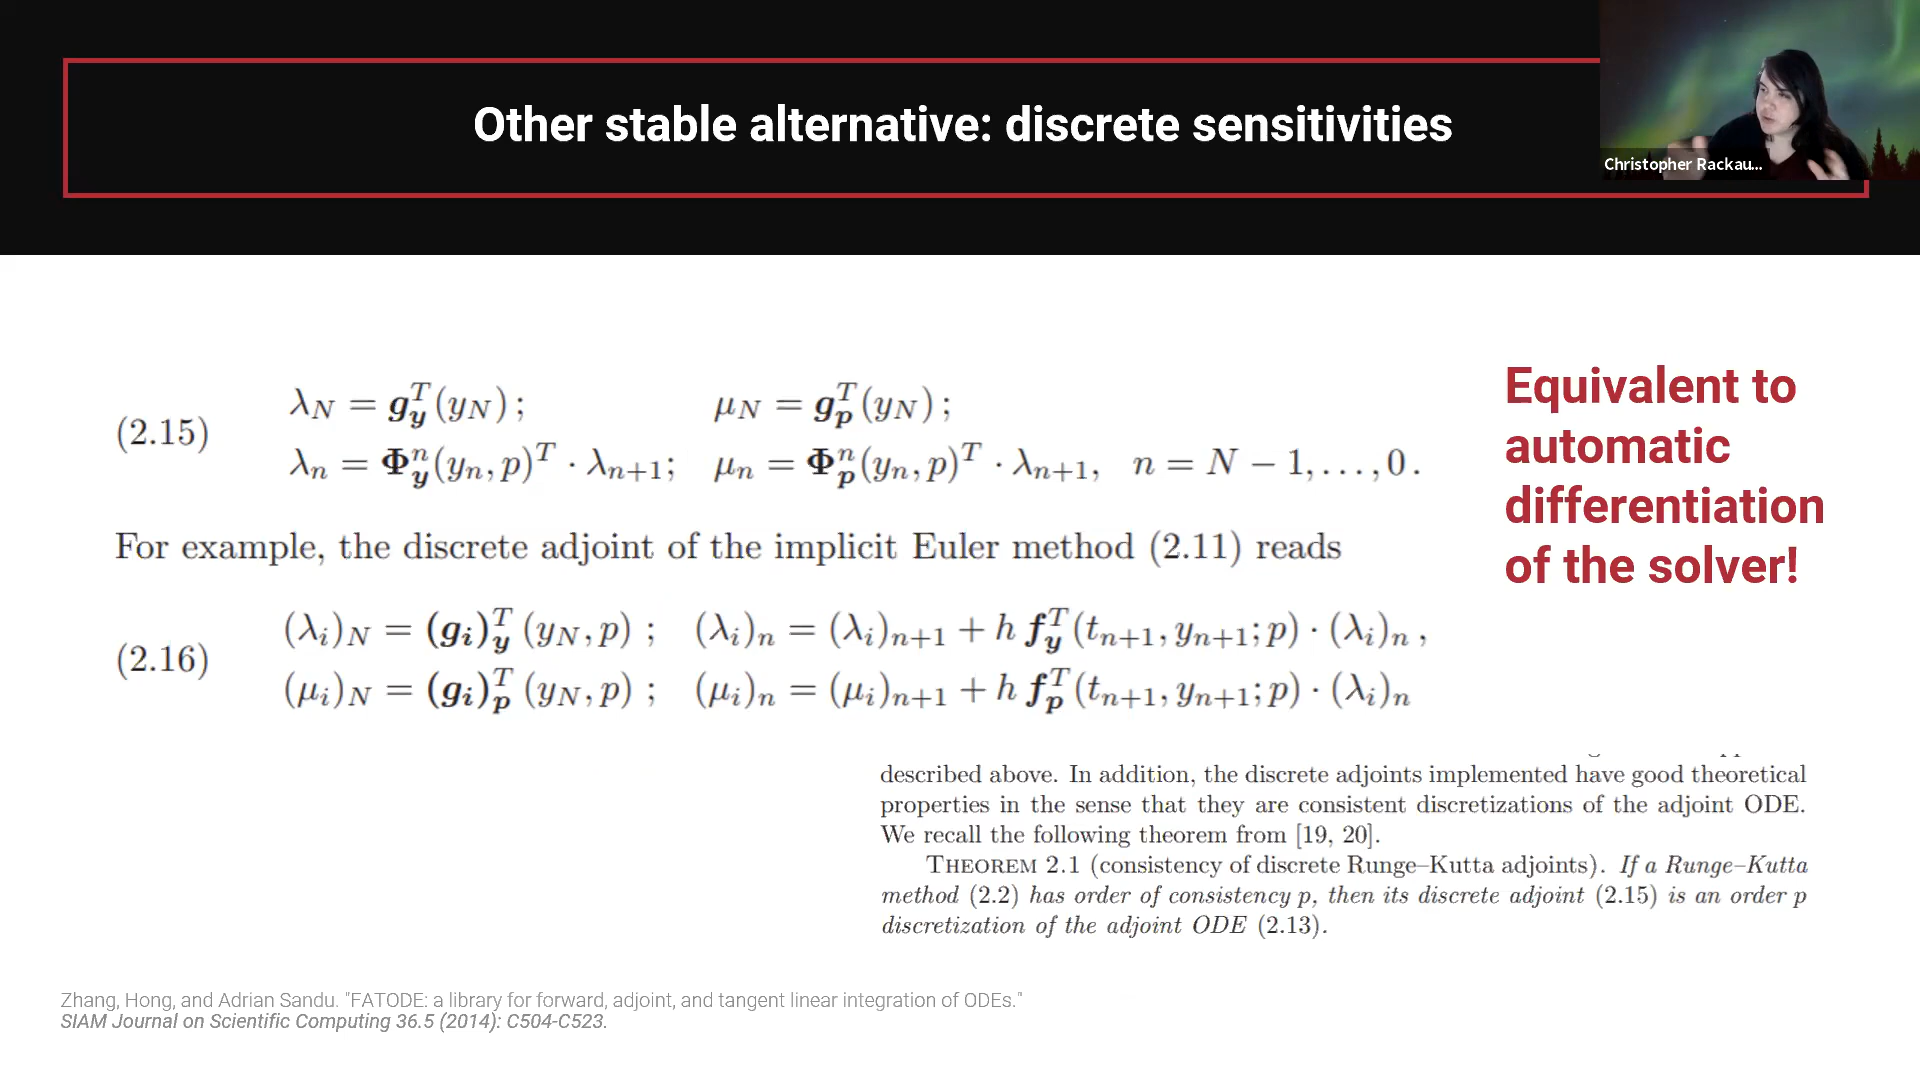 Other stable alternative: discrete sensitivities
Christopher Rackau...
(2.15)
λ_N = g_y^T(y_N); μ_N = g_p^T(y_N);
λ_n = Φ_y^n(y_n, p)^T · λ_{n+1}; μ_n = Φ_p^n(y_n, p)^T · λ_{n+1}, n = N − 1, . . . , 0.
For example, the discrete adjoint of the implicit Euler method (2.11) reads
(2.16)
(λ_i)_N = (g_i)_y^T (y_N, p) ; (λ_i)_n = (λ_i)_{n+1} + h f_y^T(t_{n+1}, y_{n+1}; p) · (λ_i)_n ,
(μ_i)_N = (g_i)_p^T (y_N, p) ; (μ_i)_n = (μ_i)_{n+1} + h f_p^T(t_{n+1}, y_{n+1}; p) · (λ_i)_n
Equivalent to
automatic
differentiation
of the solver!
described above. In addition, the discrete adjoints implemented have good theoretical
properties in the sense that they are consistent discretizations of the adjoint ODE.
We recall the following theorem from [19, 20].
THEOREM 2.1 (consistency of discrete Runge–Kutta adjoints). If a Runge–Kutta
method (2.2) has order of consistency p, then its discrete adjoint (2.15) is an order p
discretization of the adjoint ODE (2.13).
Zhang, Hong, and Adrian Sandu. "FATODE: a library for forward, adjoint, and tangent linear integration of ODEs."
SIAM Journal on Scientific Computing 36.5 (2014): C504-C523.